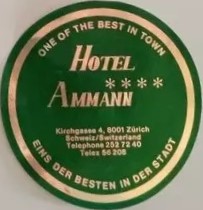 ONE OF THE BEST IN TOWN
HOTEL
****
AMMANN
Kirchgasse 4, 8001 Zürich
Schweiz/Switzerland
Telephone 252 72 40
Telex 56 208
EINS DER BESTEN IN DER STADT